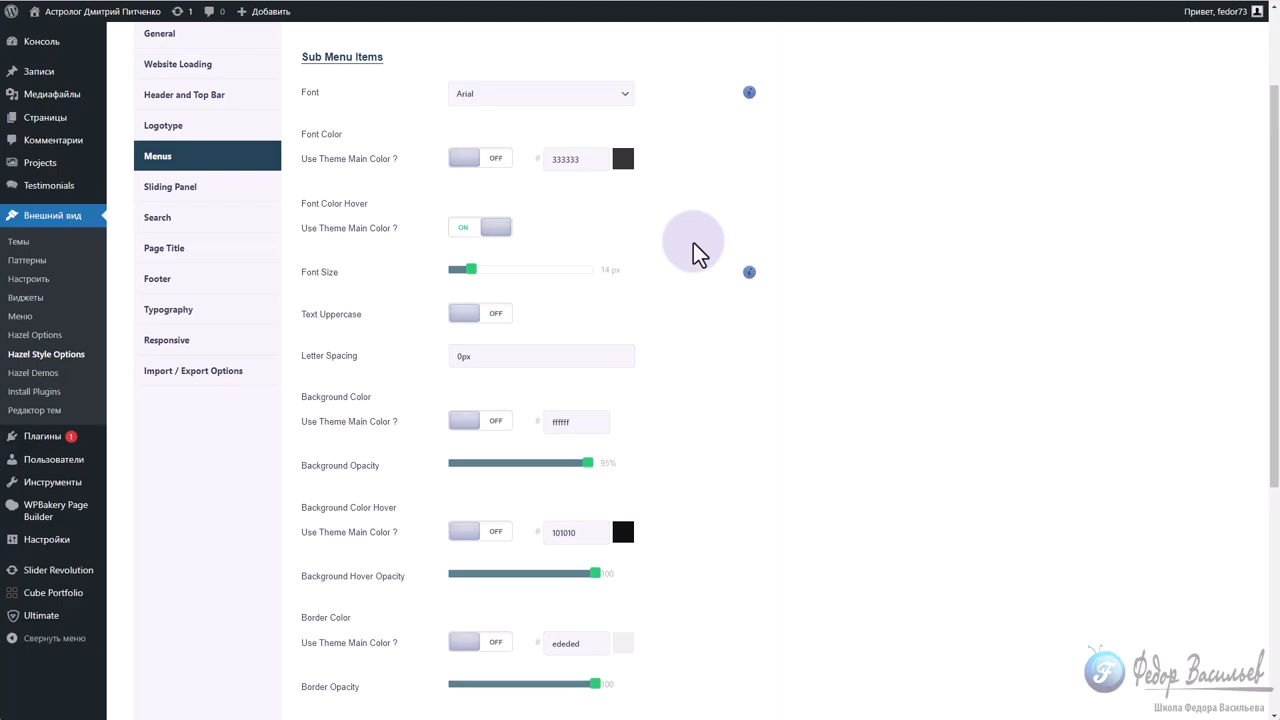 Астролог Дмитрий Питиненко 1 0 Добавить Привет, fedor73
Консоль
Записи
Медиафайлы
Страницы
Комментарии
Projects
Testimonials
Внешний вид
Темы
Паттерны
Настроить
Виджеты
Меню
Hazel Options
Hazel Style Options
Hazel Demos
Install Plugins
Редактор тем
Плагины 1
Пользователи
Инструменты
WPBakery Page
Builder
Настройки
Slider Revolution
Cube Portfolio
Ultimate
Свернуть меню
General
Website Loading
Header and Top Bar
Logotype
Menus
Sliding Panel
Search
Page Title
Footer
Typography
Responsive
Import / Export Options
Sub Menu Items
Font Arial
Font Color
Use Theme Main Color ? OFF # 333333
Font Color Hover
Use Theme Main Color ? ON
Font Size 14 px
Text Uppercase OFF
Letter Spacing 0px
Background Color
Use Theme Main Color ? OFF # ffffff
Background Opacity 95%
Background Color Hover
Use Theme Main Color ? OFF # 101010
Background Hover Opacity 100
Border Color
Use Theme Main Color ? OFF # ededed
Border Opacity 100
Федор Васильев
Школа Федора Васильева